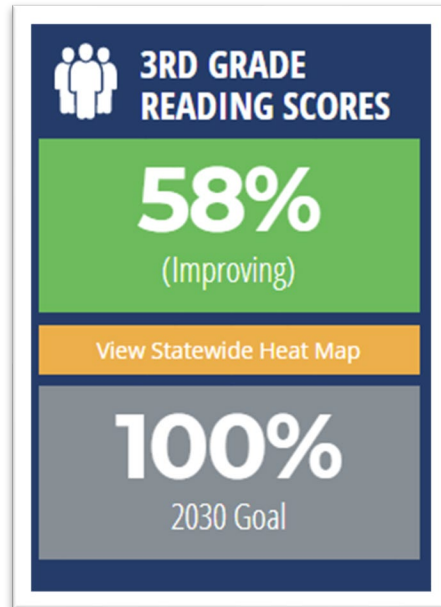 3RD GRADE
READING SCORES
58%
(Improving)
View Statewide Heat Map
100%
2030 Goal